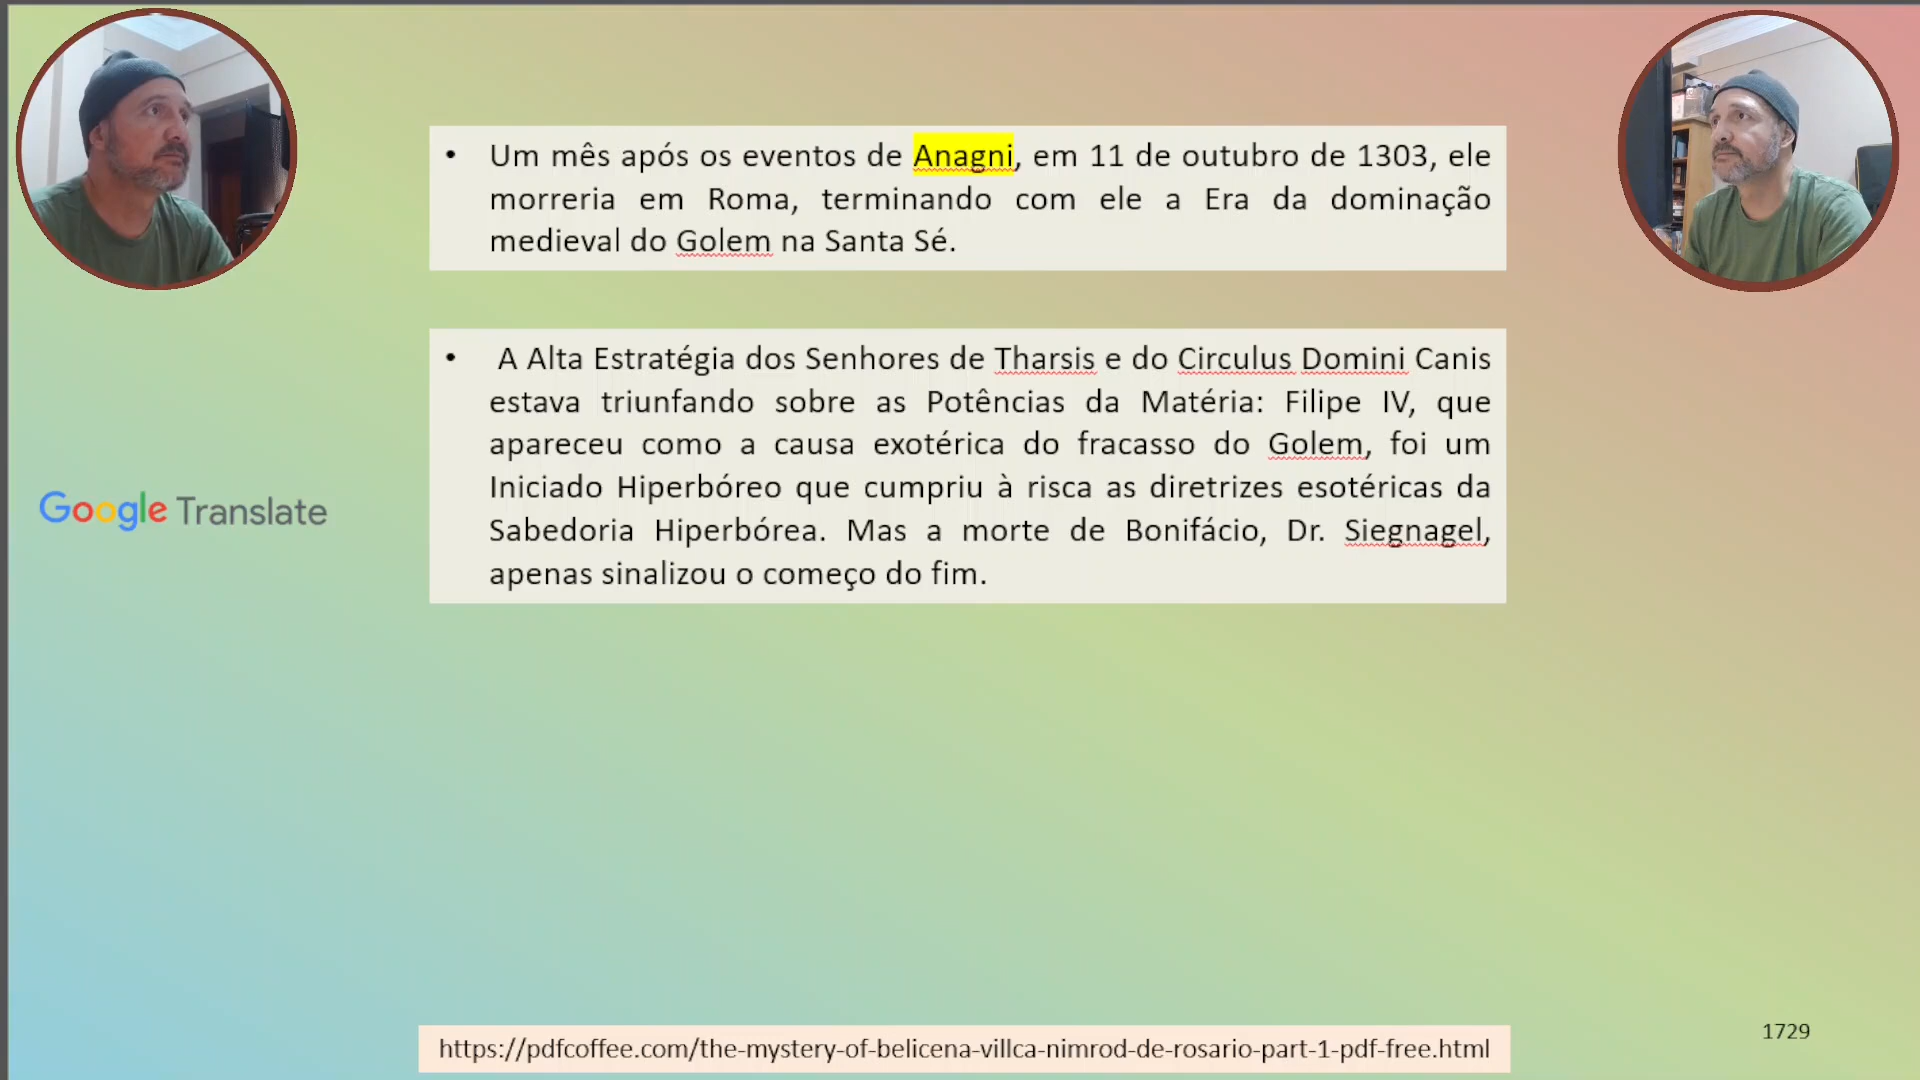 • Um mês após os eventos de Anagni, em 11 de outubro de 1303, ele
morreria em Roma, terminando com ele a Era da dominação
medieval do Golem na Santa Sé.
• A Alta Estratégia dos Senhores de Tharsis e do Circulus Domini Canis
estava triunfando sobre as Potências da Matéria: Filipe IV, que
apareceu como a causa exotérica do fracasso do Golem, foi um
Iniciado Hiperbóreo que cumpriu à risca as diretrizes esotéricas da
Sabedoria Hiperbórea. Mas a morte de Bonifácio, Dr. Siegnagel,
apenas sinalizou o começo do fim.
Google Translate
https://pdfcoffee.com/the-mystery-of-belicena-villca-nimrod-de-rosario-part-1-pdf-free.html
1729